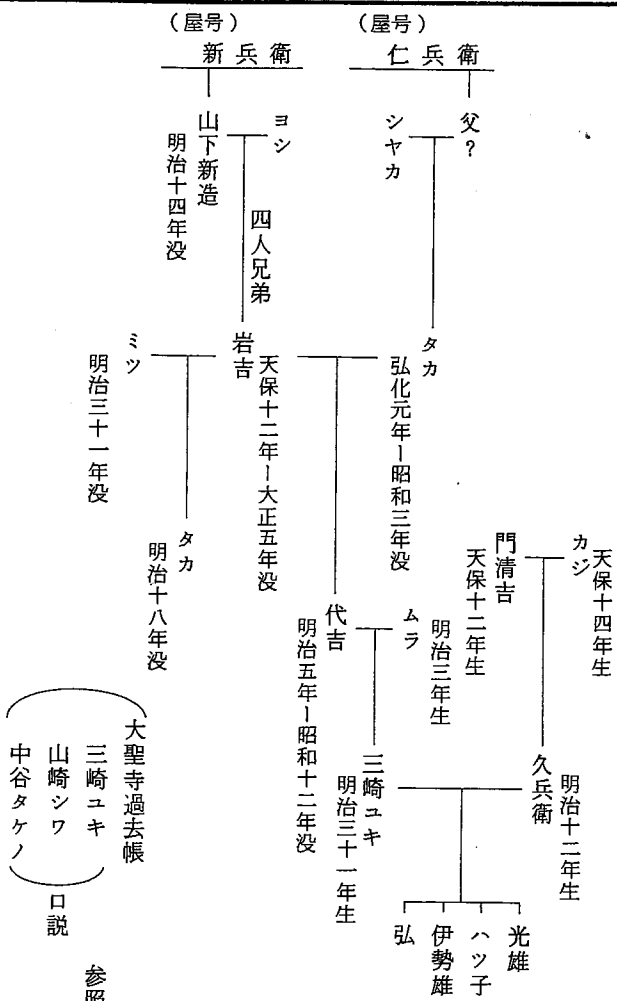 （屋号）
仁兵衛
（屋号）
新兵衛
父？
シヤカ
ヨシ
山下新造
明治十四年没
四人兄弟
タカ
弘化元年ー昭和三年没
岩吉
天保十二年ー大正五年没
ミツ
明治三十一年没
タカ
明治十八年没
カジ
天保十四年生
門清吉
天保十二年生
ムラ
明治三年生
代吉
明治五年ー昭和十二年没
久兵衛
明治十二年生
三崎ユキ
明治三十一年生
光雄
ハツ子
伊勢雄
弘
大聖寺過去帳
三崎ユキ
山崎シワ
中谷タケノ
口説
参照